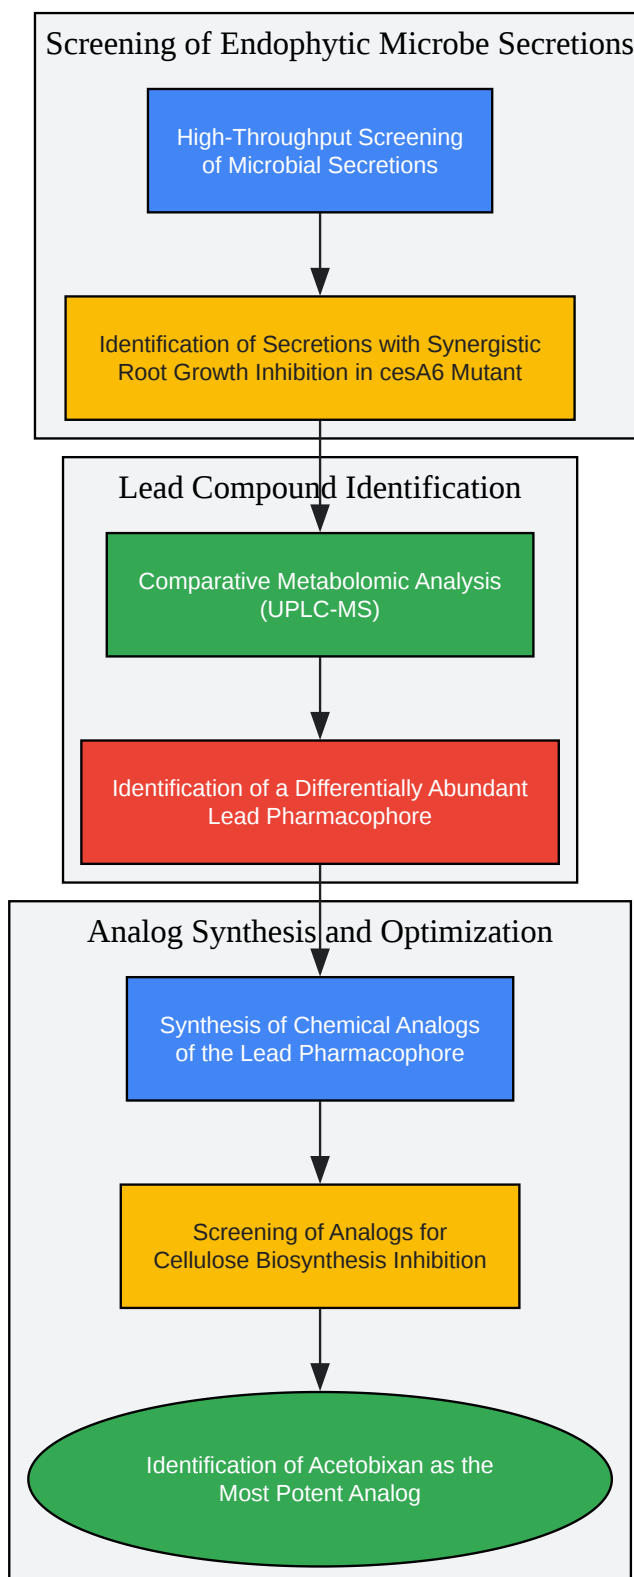 Screening of Endophytic Microbe Secretions
High-Throughput Screening
of Microbial Secretions
Identification of Secretions with Synergistic
Root Growth Inhibition in cesA6 Mutant
Lead Compound Identification
Comparative Metabolomic Analysis
(UPLC-MS)
Identification of a Differentially Abundant
Lead Pharmacophore
Analog Synthesis and Optimization
Synthesis of Chemical Analogs
of the Lead Pharmacophore
Screening of Analogs for
Cellulose Biosynthesis Inhibition
Identification of Acetobixan as the
Most Potent Analog